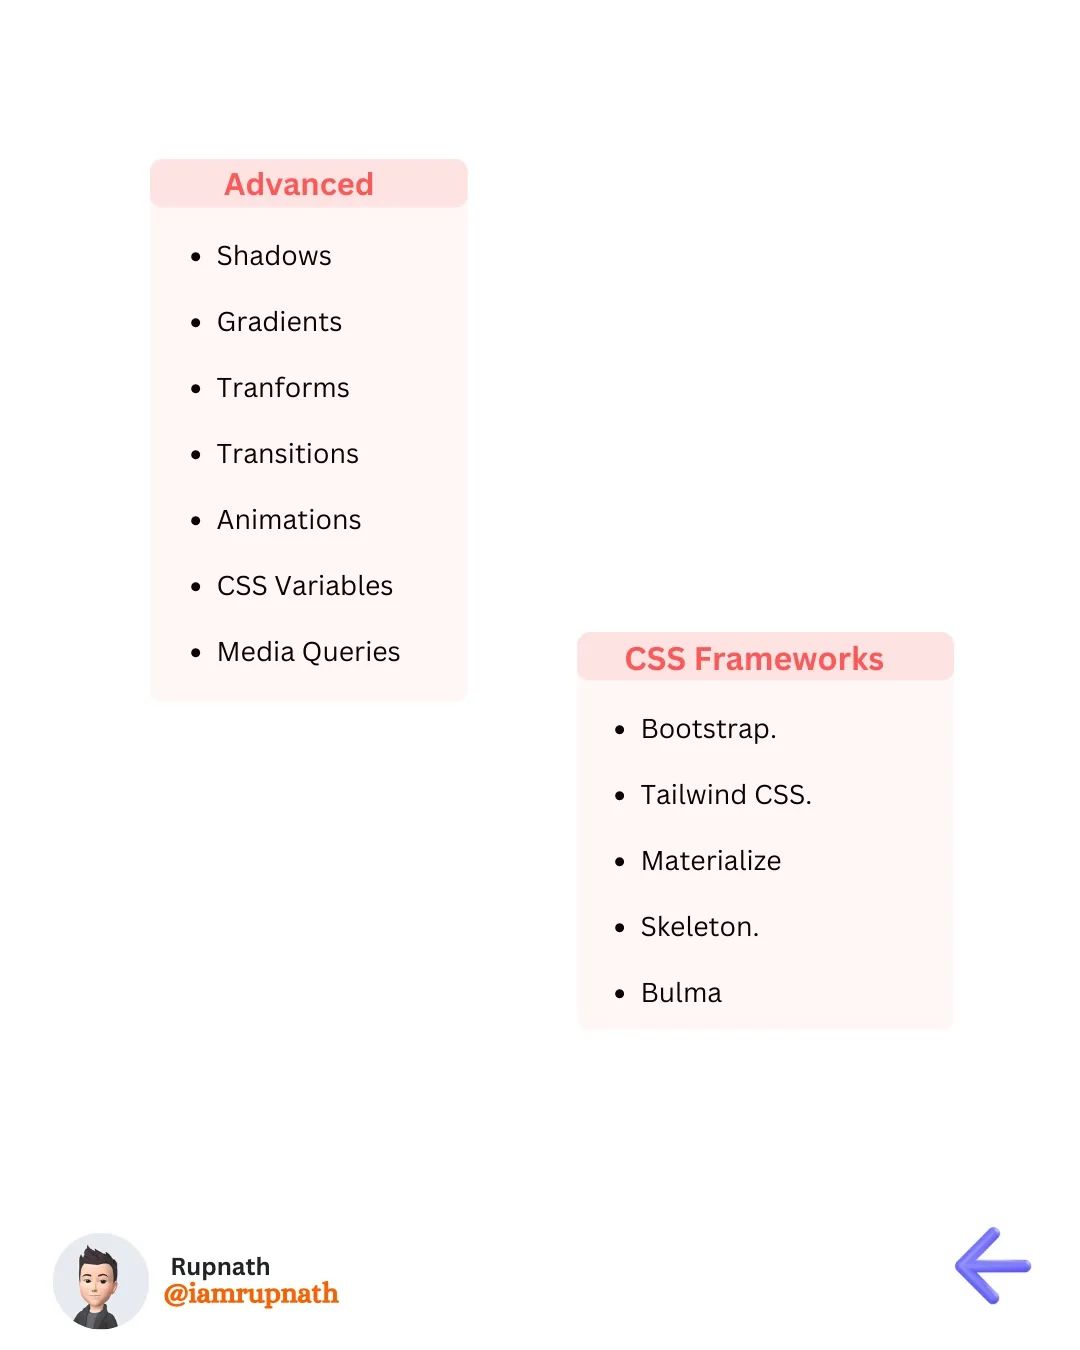 Advanced
• Shadows
• Gradients
• Tranforms
• Transitions
• Animations
• CSS Variables
• Media Queries
CSS Frameworks
• Bootstrap.
• Tailwind CSS.
• Materialize
• Skeleton.
• Bulma
Rupnath
@iamrupnath